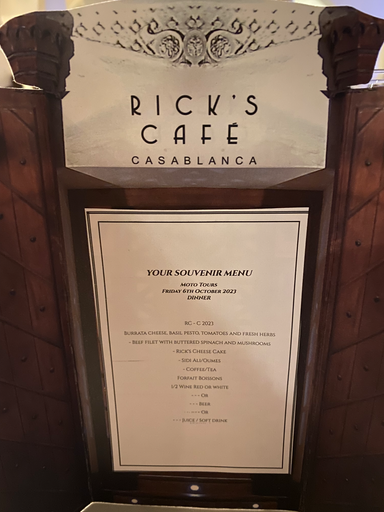 RICK'S
CAFÉ
CASABLANCA
YOUR SOUVENIR MENU
MOTO TOURS
FRIDAY 6TH OCTOBER 2023
DINNER
RC - C 2023
BURRATA CHEESE, BASIL PESTO, TOMATOES AND FRESH HERBS
- BEEF FILET WITH BUTTERED SPINACH AND MUSHROOMS
- RICK'S CHEESE CAKE
- SIDI ALI/OULMES
- COFFEE/TEA
FORFAIT BOISSONS
1/2 WINE RED OR WHITE
- - - OR
- - - BEER
- - - OR
- - - JUICE / SOFT DRINK